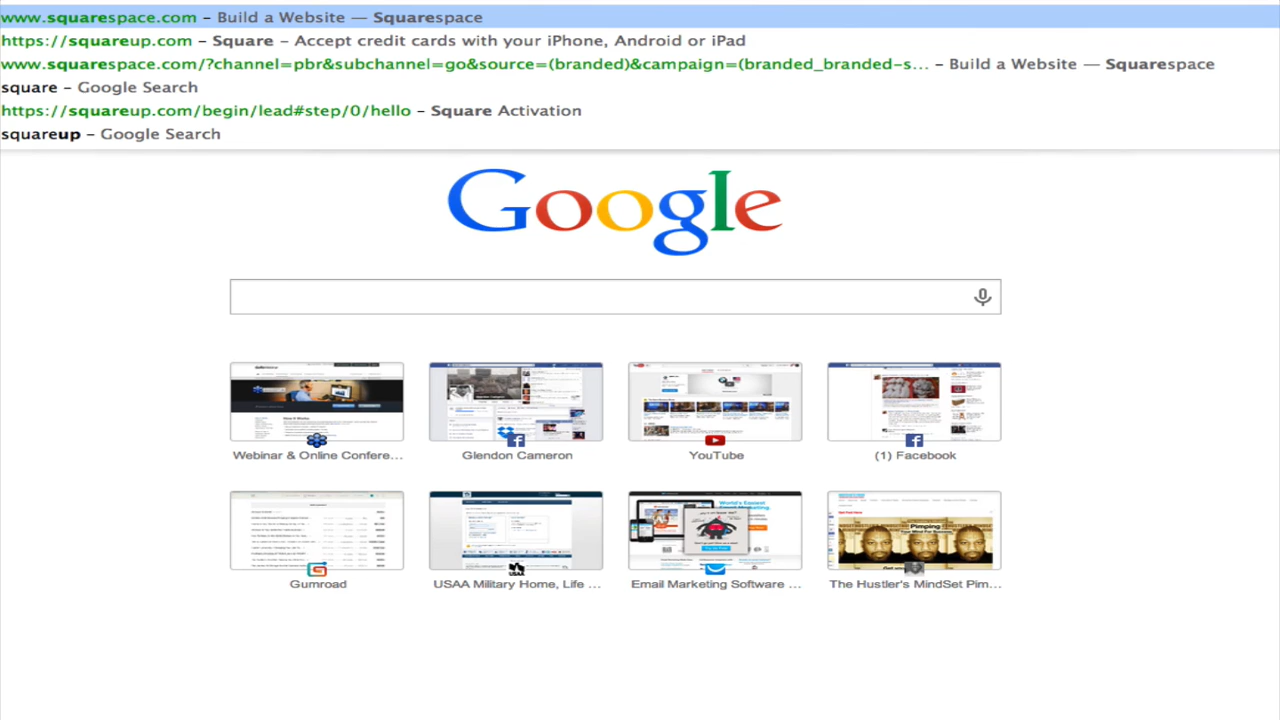 www.squarespace.com – Build a Website — Squarespace
https://squareup.com – Square – Accept credit cards with your iPhone, Android or iPad
www.squarespace.com/?channel=pbr&subchannel=go&source=(branded)&campaign=(branded_branded-s... – Build a Website — Squarespace
square – Google Search
https://squareup.com/begin/lead#step/0/hello – Square Activation
squareup – Google Search
Google
Webinar & Online Confere... Glendon Cameron YouTube (1) Facebook
Pimping
Gumroad USAA Military Home, Life ... Email Marketing Software ... The Hustler's MindSet Pim...